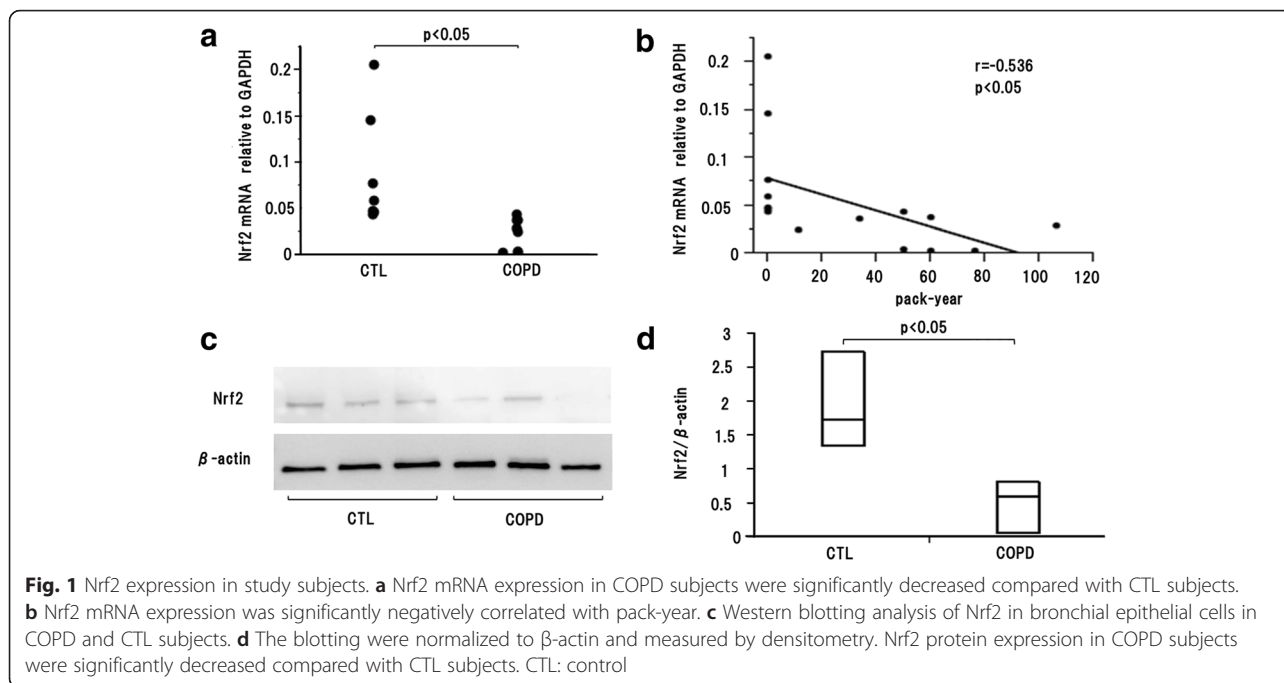 a
p<0.05
Nrf2 mRNA relative to GAPDH
0.2
0.15
0.1
0.05
0
CTL
COPD
b
r=-0.536
p<0.05
Nrf2 mRNA relative to GAPDH
0.2
0.15
0.1
0.05
0
0
20
40
60
80
100
120
pack-year
c
Nrf2
β-actin
CTL
COPD
d
p<0.05
Nrf2/β-actin
3
2.5
2
1.5
1
0.5
0
CTL
COPD
Fig. 1 Nrf2 expression in study subjects. a Nrf2 mRNA expression in COPD subjects were significantly decreased compared with CTL subjects.
b Nrf2 mRNA expression was significantly negatively correlated with pack-year. c Western blotting analysis of Nrf2 in bronchial epithelial cells in
COPD and CTL subjects. d The blotting were normalized to β-actin and measured by densitometry. Nrf2 protein expression in COPD subjects
were significantly decreased compared with CTL subjects. CTL: control